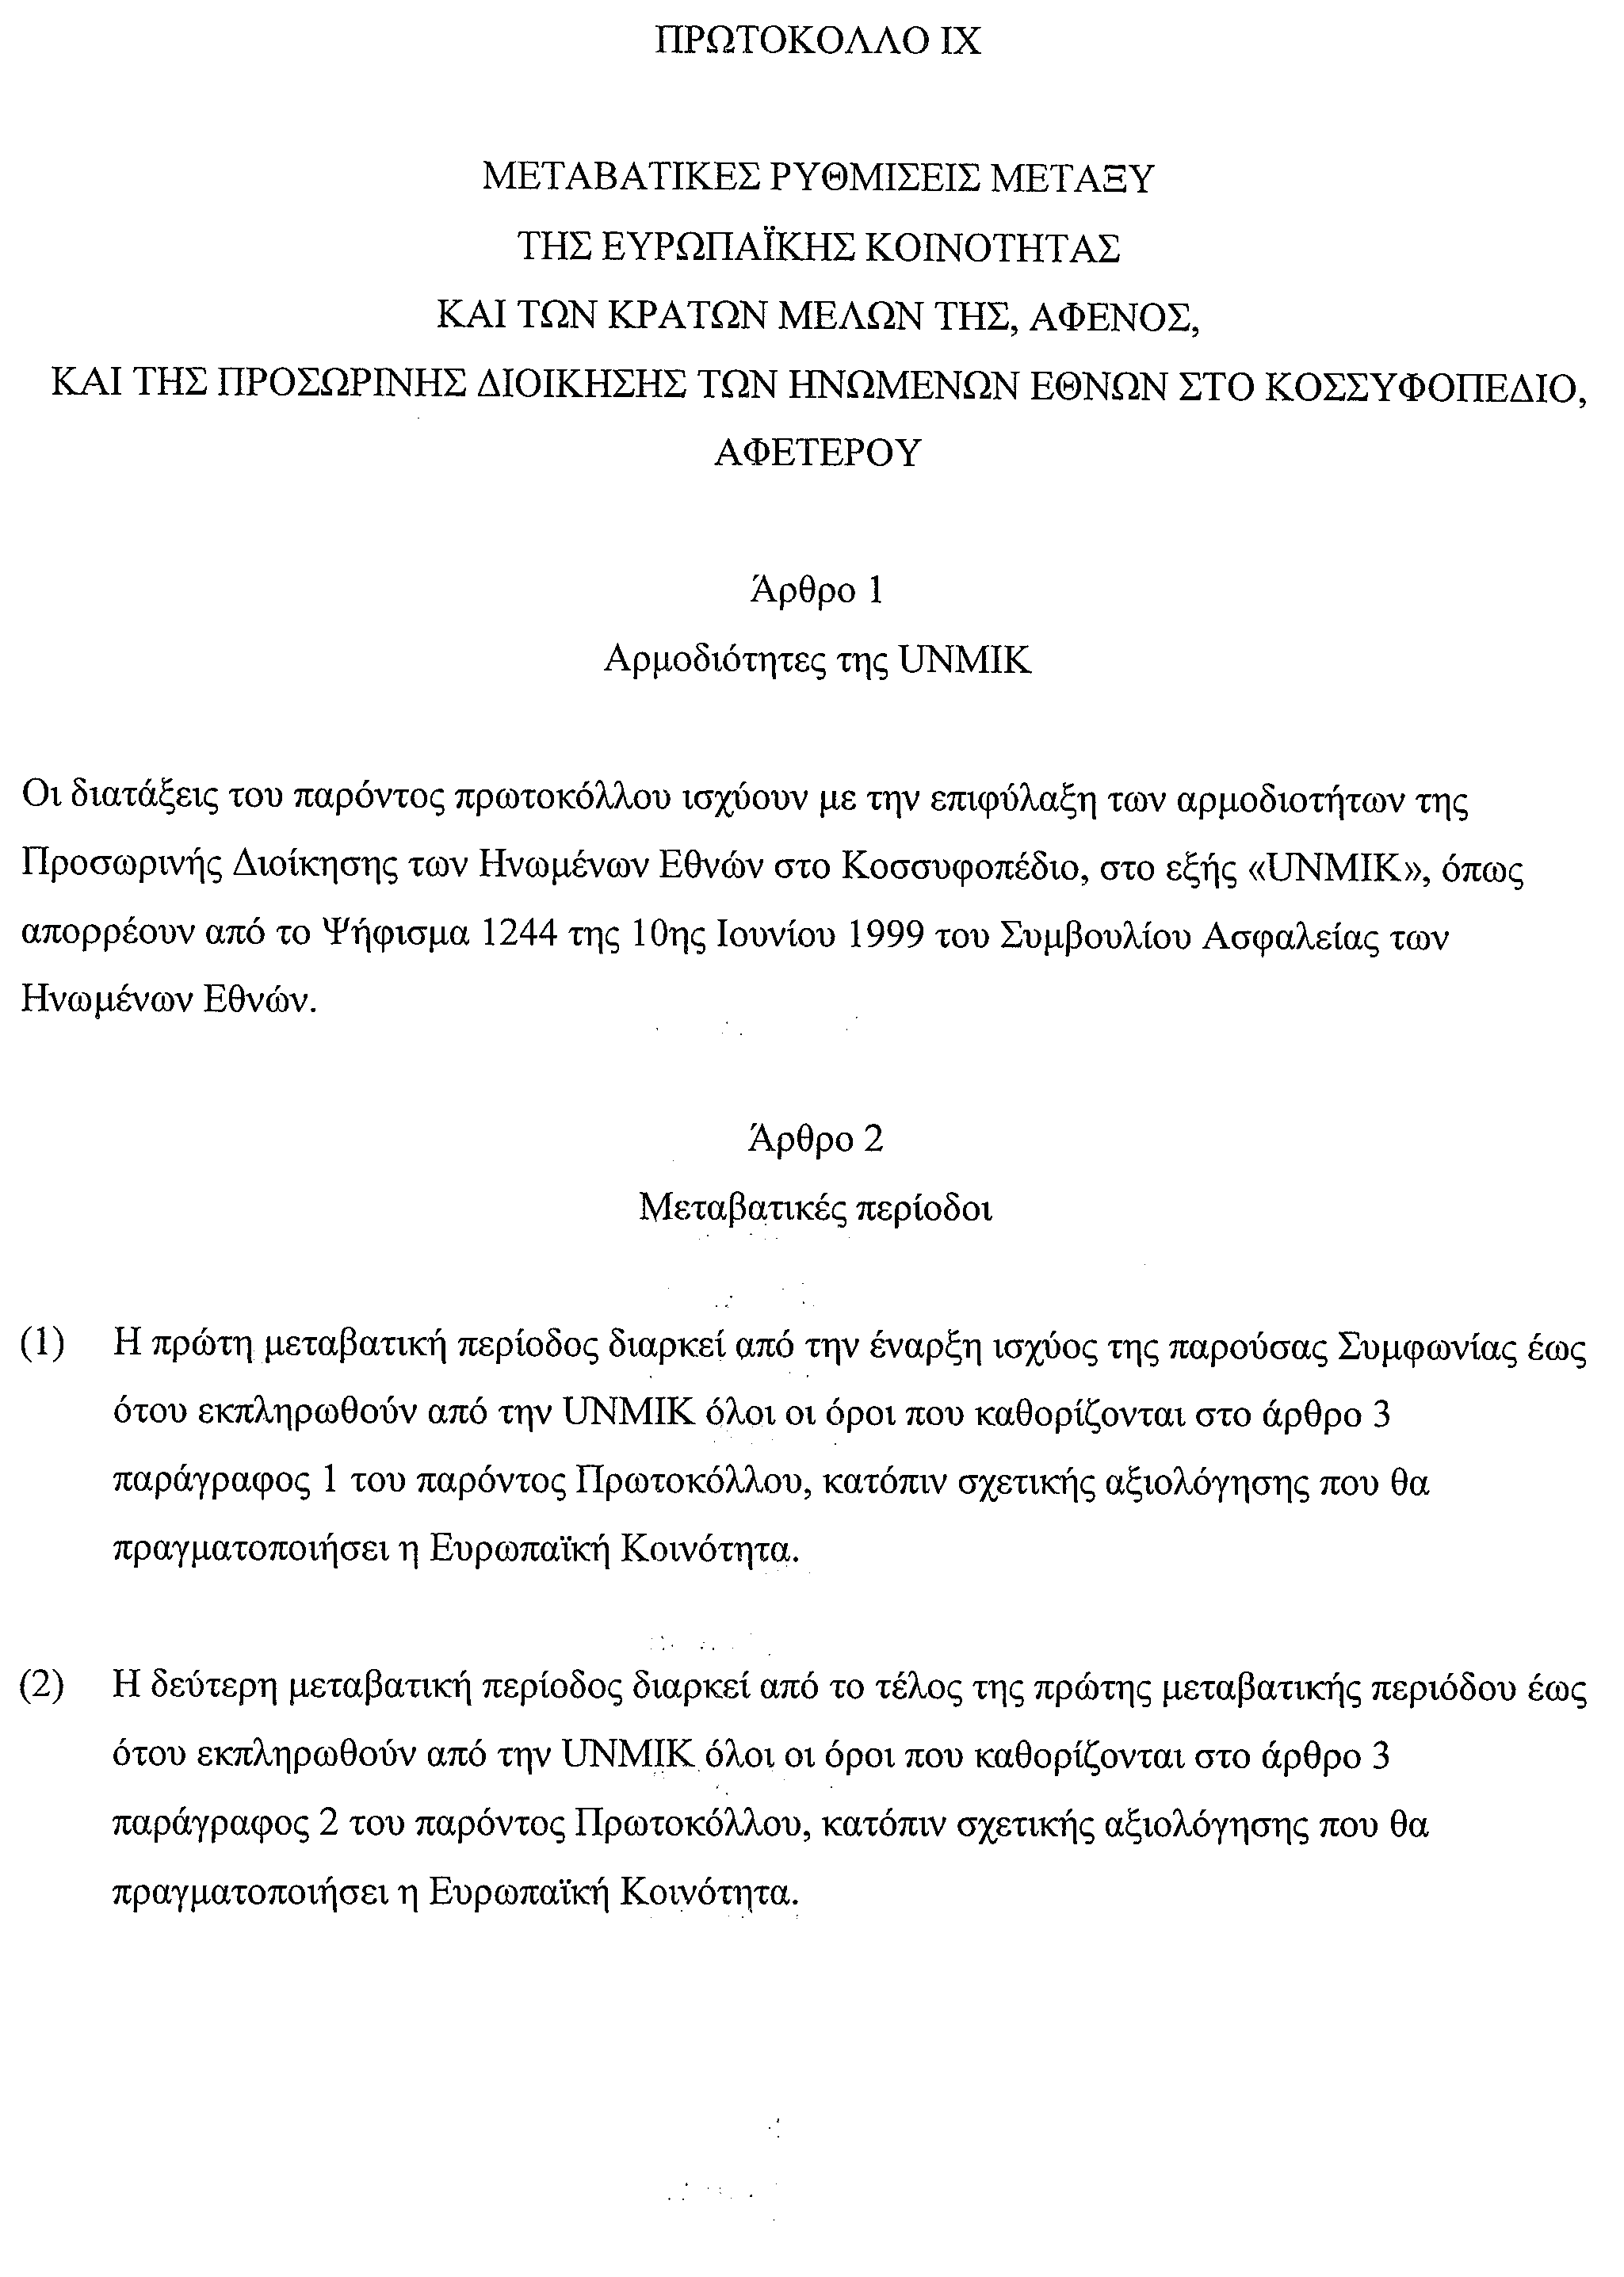 ΠΡΩΤΟΚΟΛΛΟ ΙΧ
ΜΕΤΑΒΑΤΙΚΕΣ ΡΥΘΜΙΣΕΙΣ ΜΕΤΑΞΥ
ΤΗΣ ΕΥΡΩΠΑΪΚΗΣ ΚΟΙΝΟΤΗΤΑΣ
ΚΑΙ ΤΩΝ ΚΡΑΤΩΝ ΜΕΛΩΝ ΤΗΣ, ΑΦΕΝΟΣ,
ΚΑΙ ΤΗΣ ΠΡΟΣΩΡΙΝΗΣ ΔΙΟΙΚΗΣΗΣ ΤΩΝ ΗΝΩΜΕΝΩΝ ΕΘΝΩΝ ΣΤΟ ΚΟΣΣΥΦΟΠΕΔΙΟ,
ΑΦΕΤΕΡΟΥ
Άρθρο 1
Αρμοδιότητες της UNMIK
Οι διατάξεις του παρόντος πρωτοκόλλου ισχύουν με την επιφύλαξη των αρμοδιοτήτων της
Προσωρινής Διοίκησης των Ηνωμένων Εθνών στο Κοσσυφοπέδιο, στο εξής «UNMIK», όπως
απορρέουν από το Ψήφισμα 1244 της 10ης Ιουνίου 1999 του Συμβουλίου Ασφαλείας των
Ηνωμένων Εθνών.
Άρθρο 2
Μεταβατικές περίοδοι
(1) Η πρώτη μεταβατική περίοδος διαρκεί από την έναρξη ισχύος της παρούσας Συμφωνίας έως
ότου εκπληρωθούν από την UNMIK όλοι οι όροι που καθορίζονται στο άρθρο 3
παράγραφος 1 του παρόντος Πρωτοκόλλου, κατόπιν σχετικής αξιολόγησης που θα
πραγματοποιήσει η Ευρωπαϊκή Κοινότητα.
(2) Η δεύτερη μεταβατική περίοδος διαρκεί από το τέλος της πρώτης μεταβατικής περιόδου έως
ότου εκπληρωθούν από την UNMIK όλοι οι όροι που καθορίζονται στο άρθρο 3
παράγραφος 2 του παρόντος Πρωτοκόλλου, κατόπιν σχετικής αξιολόγησης που θα
πραγματοποιήσει η Ευρωπαϊκή Κοινότητα.